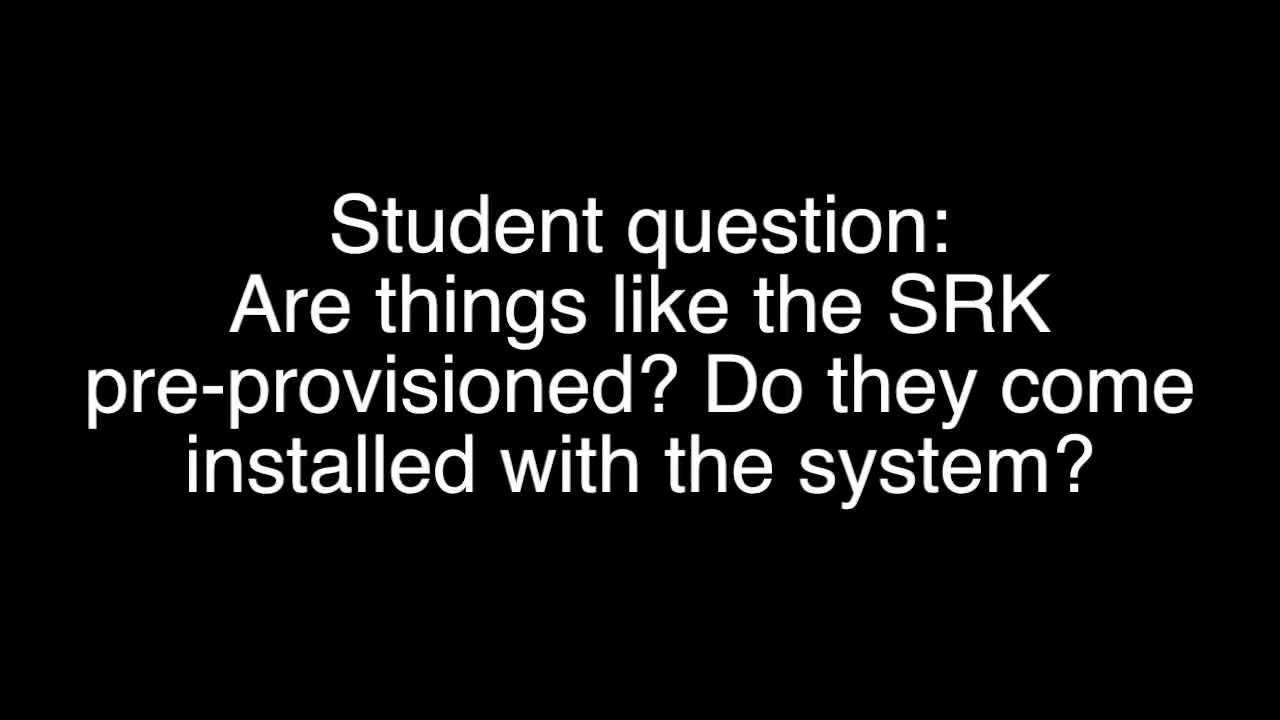 Student question:
Are things like the SRK
pre-provisioned? Do they come
installed with the system?